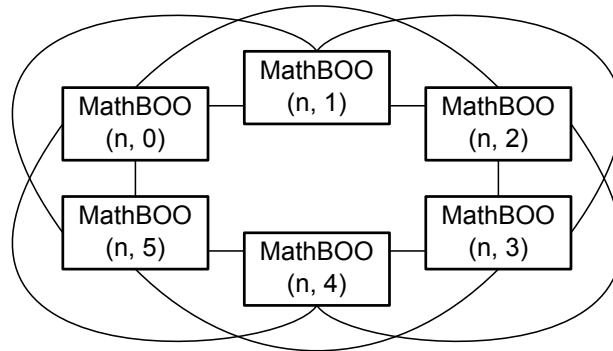 MathBOO
(n, 1)
MathBOO
(n, 0)
MathBOO
(n, 2)
MathBOO
(n, 5)
MathBOO
(n, 3)
MathBOO
(n, 4)